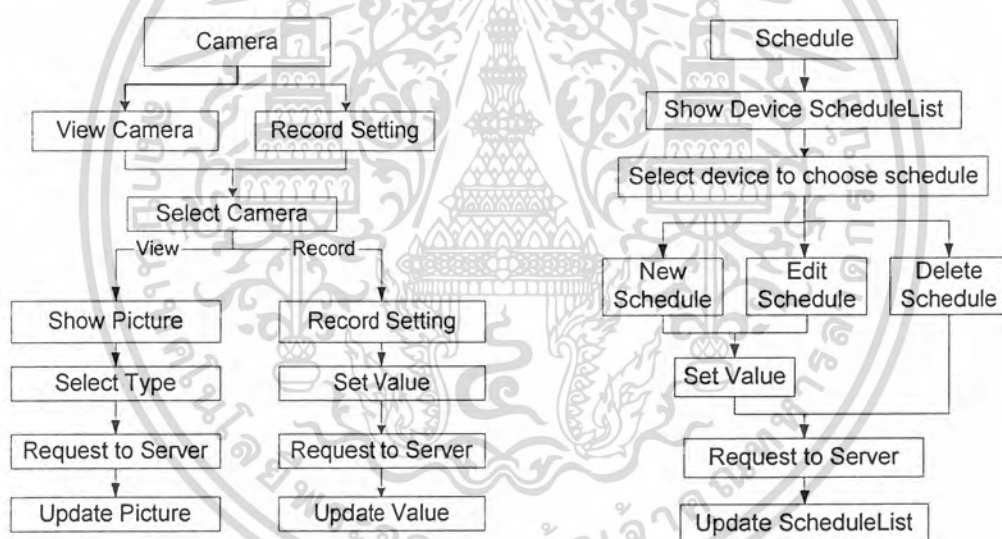 Camera
View Camera
Record Setting
Select Camera
View
Record
Show Picture
Record Setting
Select Type
Set Value
Request to Server
Request to Server
Update Picture
Update Value
Schedule
Show Device ScheduleList
Select device to choose schedule
New
Schedule
Edit
Schedule
Delete
Schedule
Set Value
Request to Server
Update ScheduleList